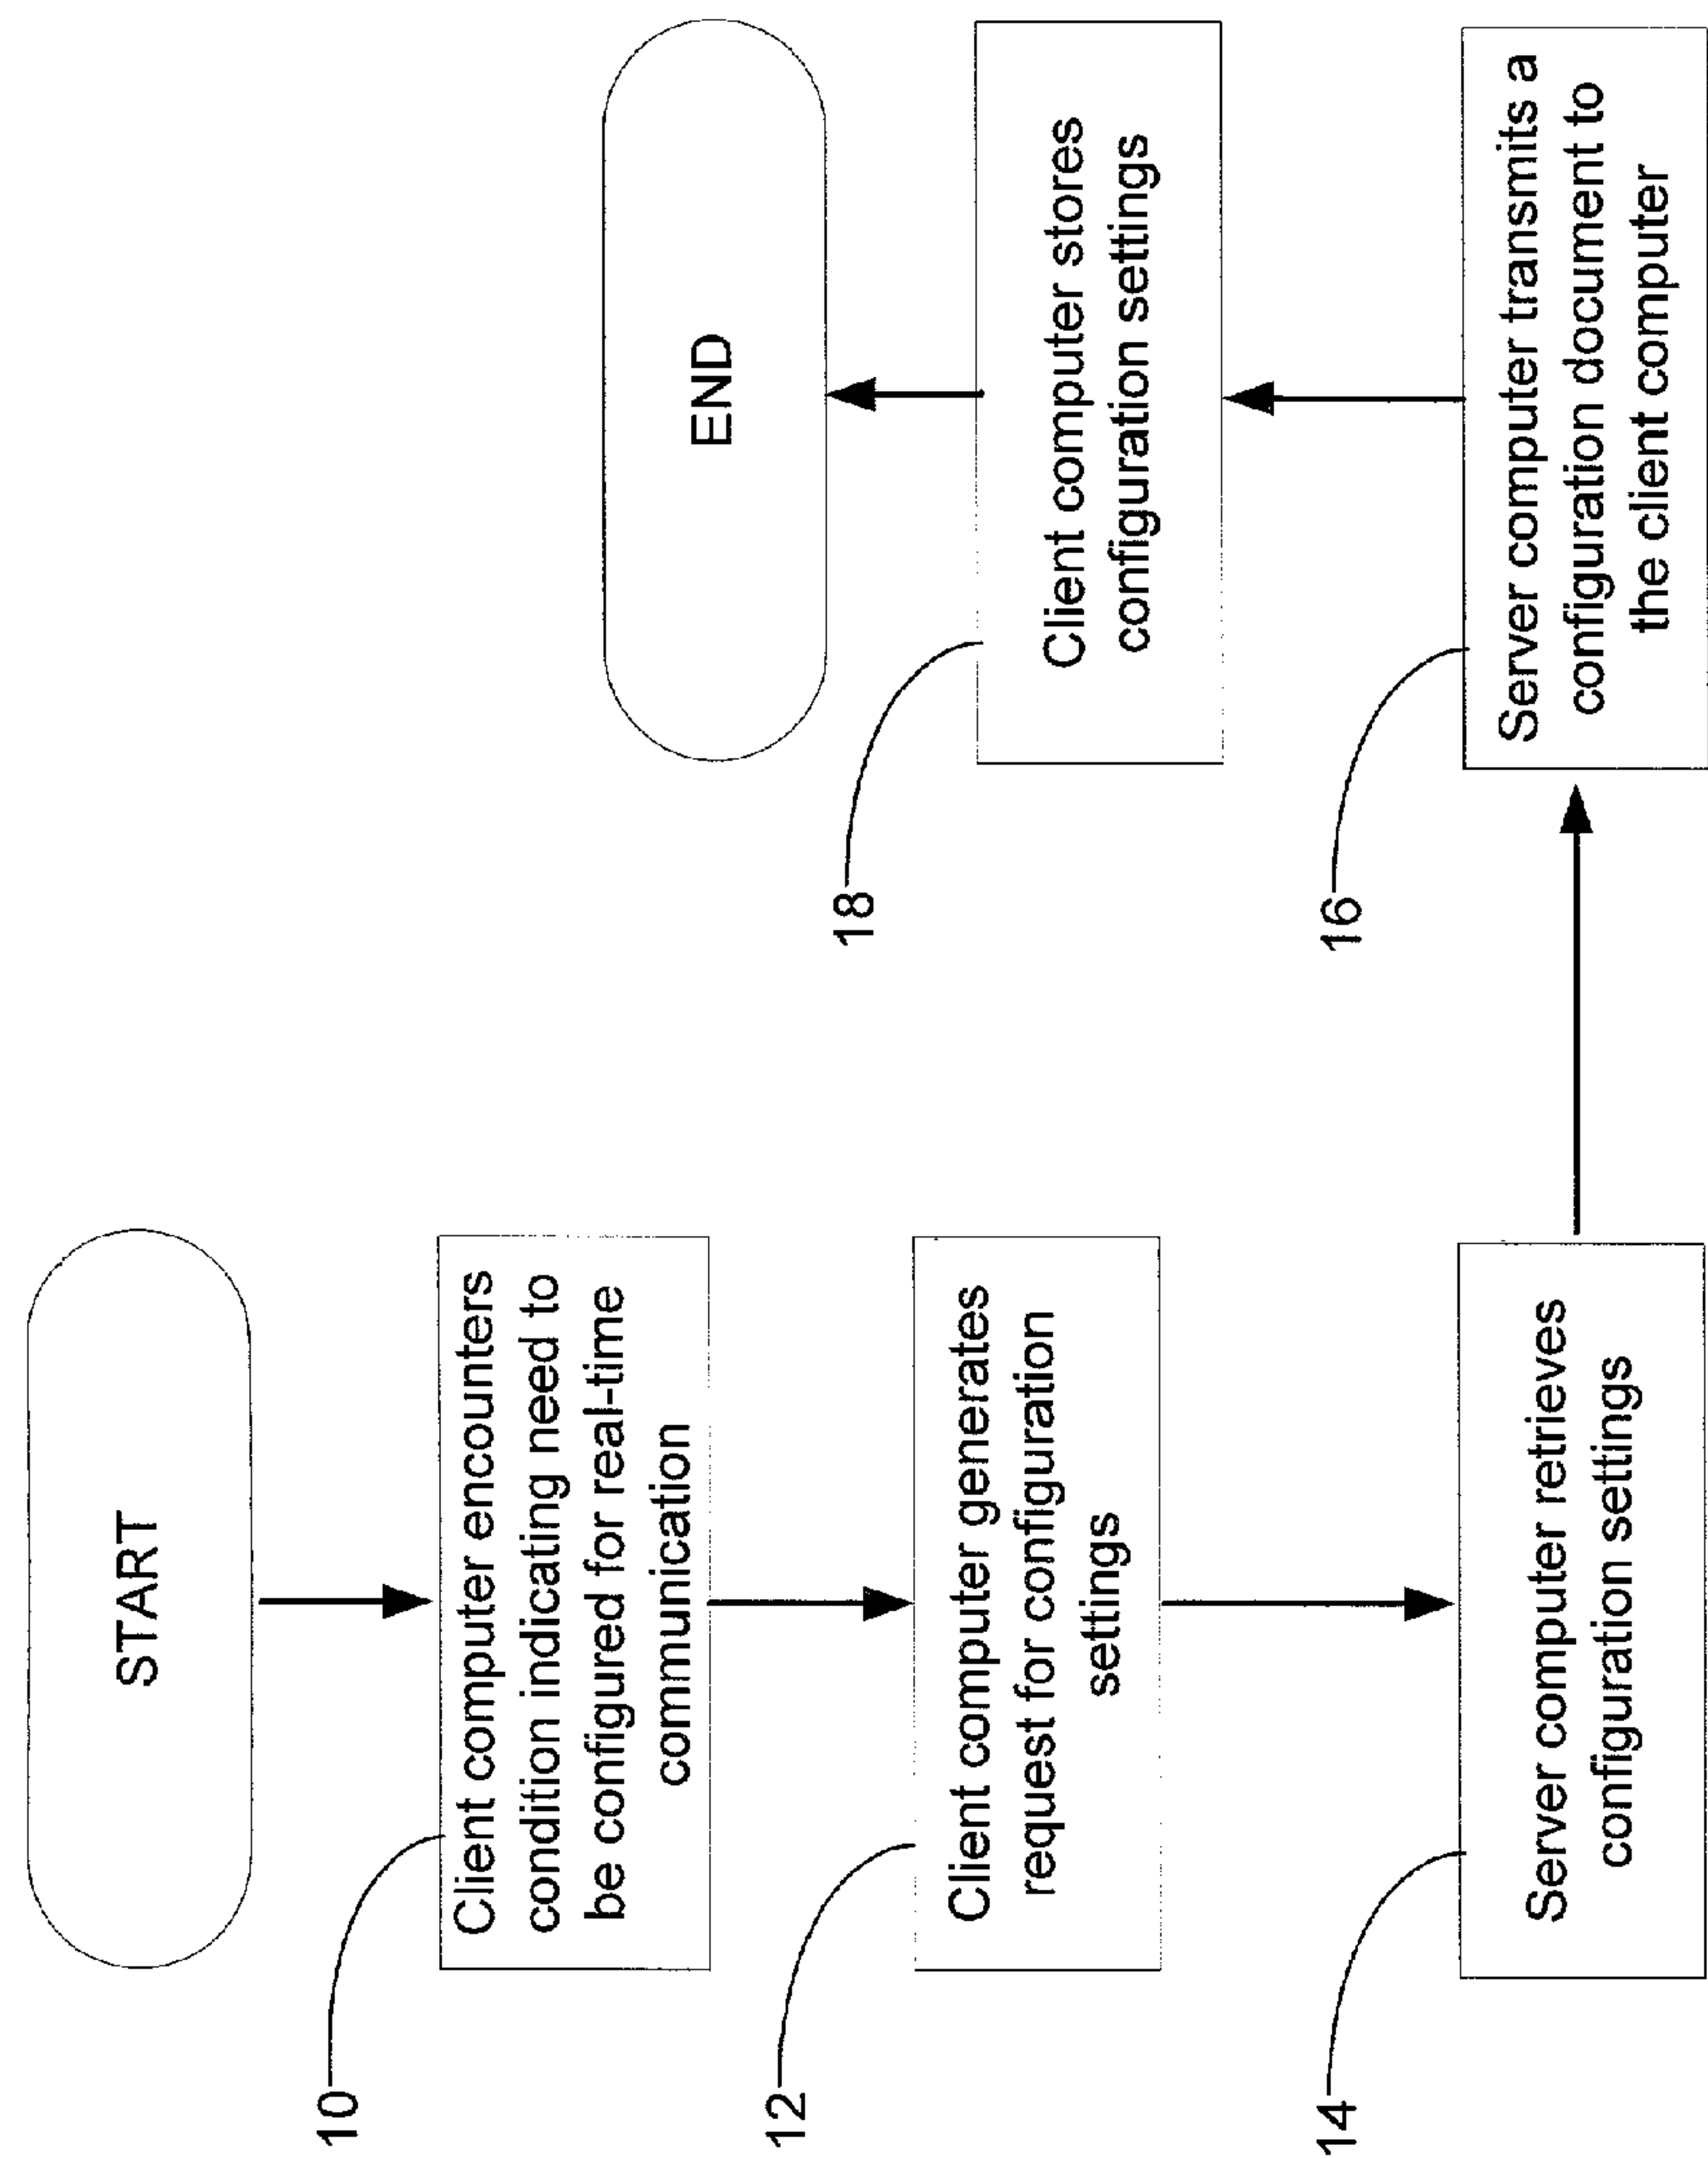 START
10
Client computer encounters
condition indicating need to
be configured for real-time
communication
12
Client computer generates
request for configuration
settings
14
Server computer retrieves
configuration settings
16
Server computer transmits a
configuration document to
the client computer
18
Client computer stores
configuration settings
END